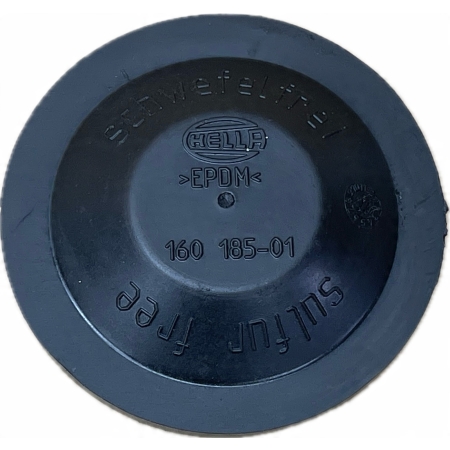 schwefelfrei
HELLA
>EPDM<
160 185-01
Sulfur free